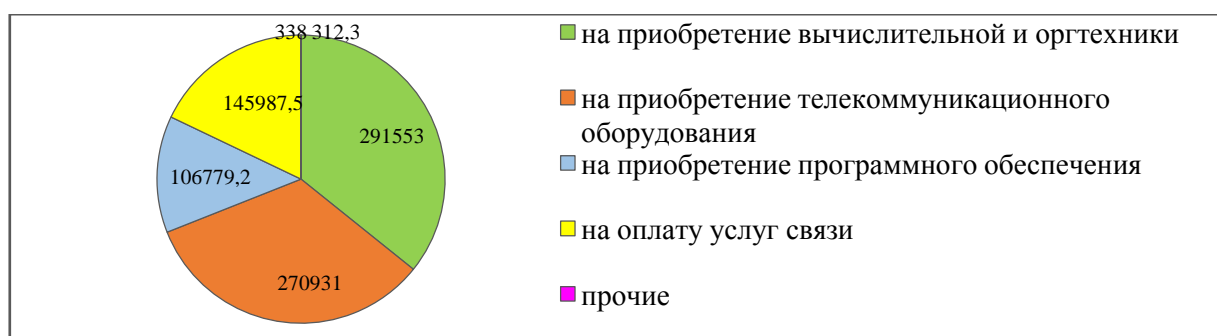 338 312,3
145987,5
291553
106779,2
270931
на приобретение вычислительной и оргтехники
на приобретение телекоммуникационного
оборудования
на приобретение программного обеспечения
на оплату услуг связи
прочие